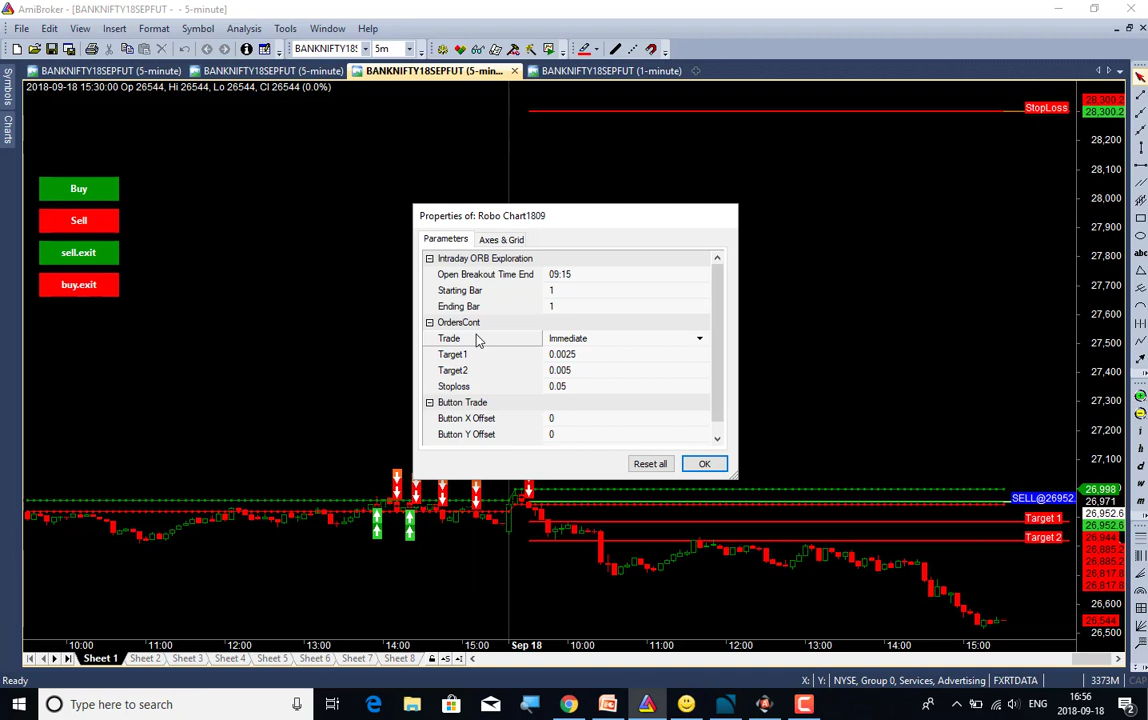 AmiBroker - [BANKNIFTY18SEPFUT - - 5-minute]
File Edit View Insert Format Symbol Analysis Tools Window Help
BANKNIFTY18S 5m
BANKNIFTY18SEPFUT (5-minute)
BANKNIFTY18SEPFUT (5-minute)
BANKNIFTY18SEPFUT (5-min...
BANKNIFTY18SEPFUT (1-minute)
2018-09-18 15:30:00 Op 26544, Hi 26544, Lo 26544, Cl 26544 (0.0%)
Symbols
Charts
Buy
Sell
sell.exit
buy.exit
Properties of: Robo Chart1809
Parameters
Axes & Grid
Intraday ORB Exploration
Open Breakout Time End 09:15
Starting Bar 1
Ending Bar 1
OrdersCont
Trade Immediate
Target1 0.0025
Target2 0.005
Stoploss 0.05
Button Trade
Button X Offset 0
Button Y Offset 0
Reset all
OK
StopLoss
SELL@26952.
Target 1
Target 2
28,300.2
28,300.2
28,200
28,100
28,000
27,900
27,800
27,700
27,600
27,500
27,400
27,300
27,200
27,100
26,998
26,971
26,952.6
26,952.6
26,944
26,885.2
26,885.2
26,817.8
26,817.8
26,600
26,544
26,500
abc
10:00 11:00 12:00 13:00 14:00 15:00 Sep 18 10:00 11:00 12:00 13:00 14:00 15:00
Sheet 1 Sheet 2 Sheet 3 Sheet 4 Sheet 5 Sheet 6 Sheet 7 Sheet 8
Ready
X: Y: NYSE, Group 0, Services, Advertising FXRTDATA 3373M CAP
Type here to search
16:56
2018-09-18
2